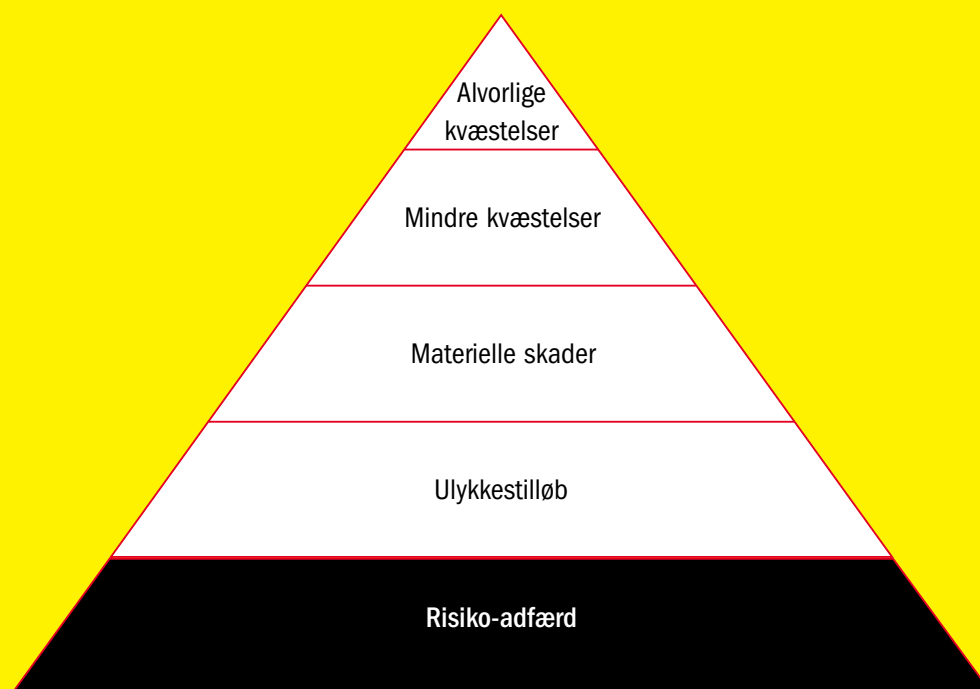 Alvorlige
kvæstelser
Mindre kvæstelser
Materielle skader
Ulykkestilløb
Risiko-adfærd